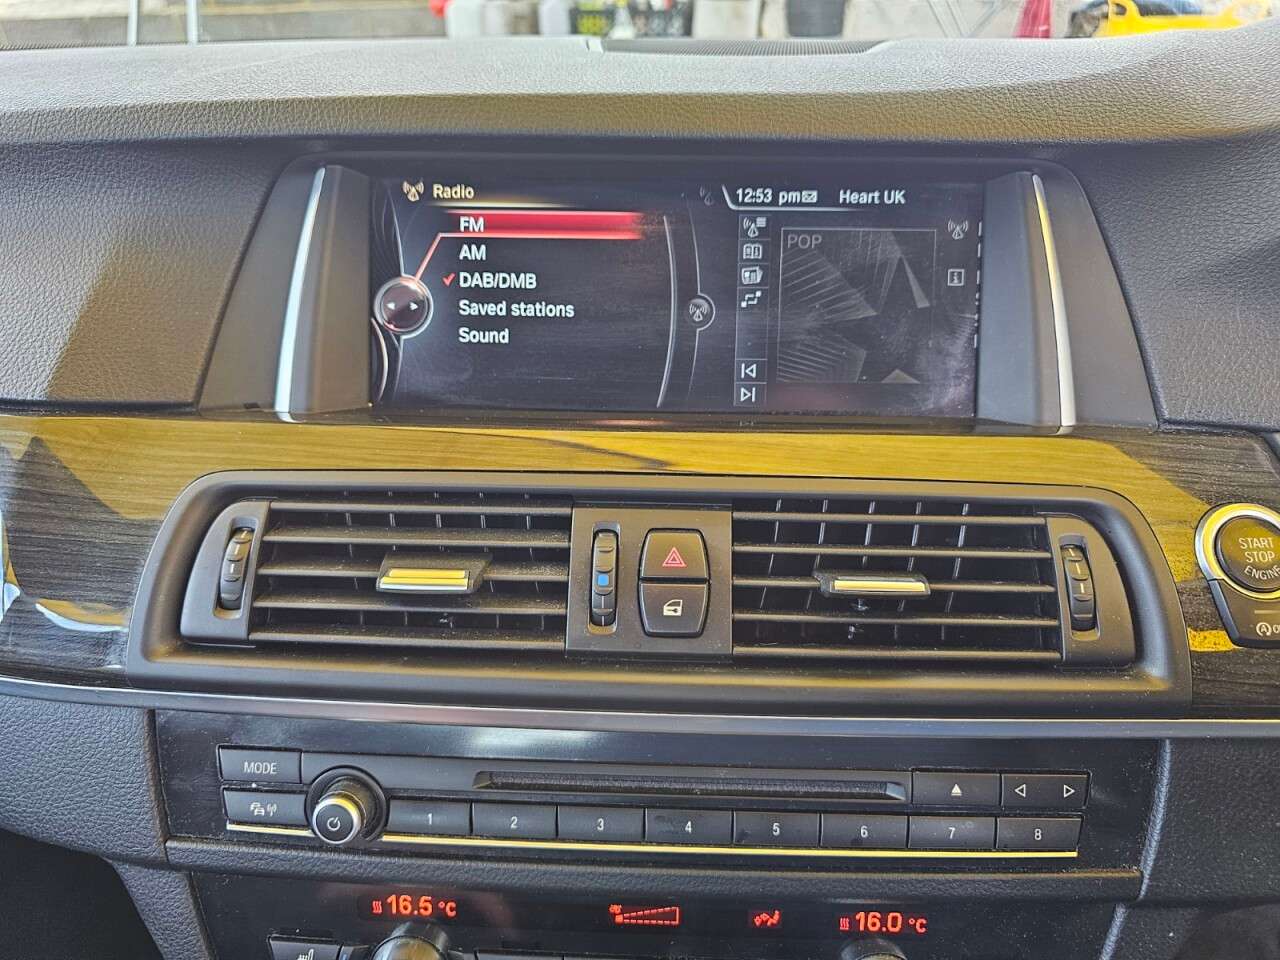 Radio
12:53 pm Heart UK
FM
AM
DAB/DMB
Saved stations
Sound
POP
START
STOP
ENGINE
MODE
1 2 3 4 5 6 7 8
16.5 °C
16.0 °C